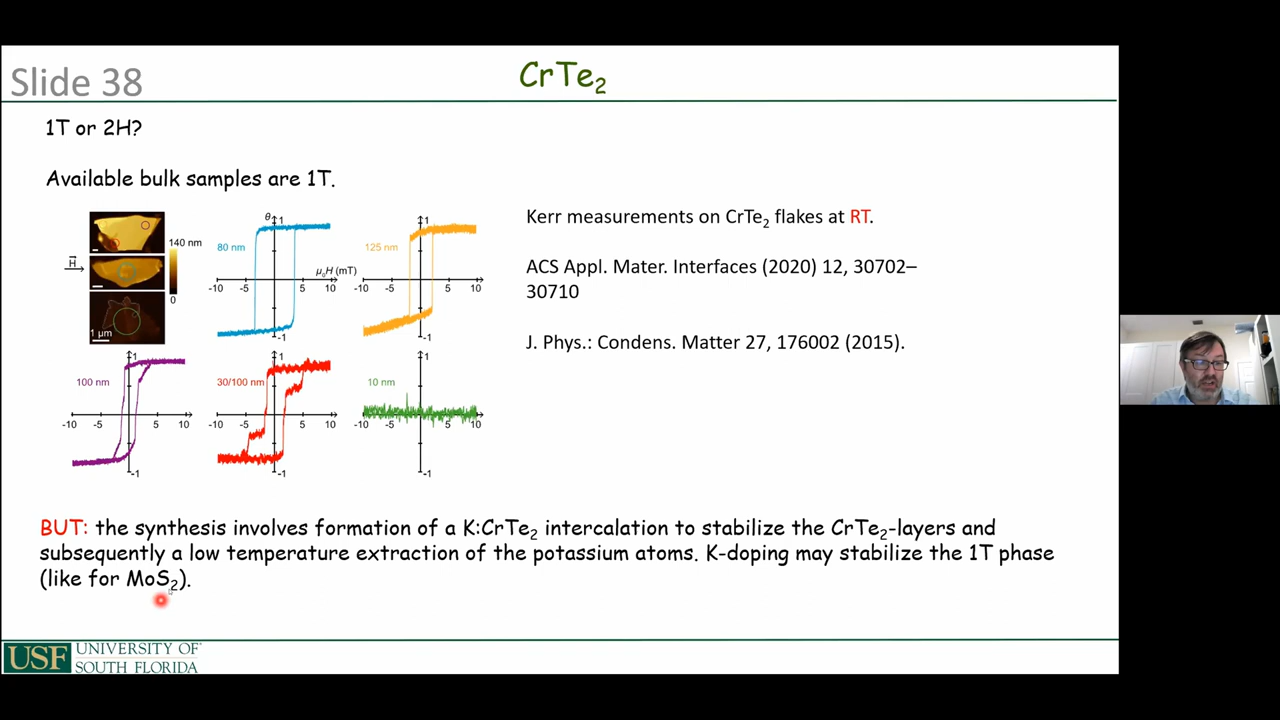 Slide 38
CrTe₂
1T or 2H?
Available bulk samples are 1T.
H
140 nm
0
1 μm
θ
1
80 nm
μ₀H (mT)
-10 -5 5 10
-1
1
125 nm
-10 -5 5 10
-1
1
100 nm
-10 -5 5 10
-1
1
30/100 nm
-10 -5 5 10
-1
1
10 nm
-10 -5 5 10
-1
Kerr measurements on CrTe₂ flakes at RT.
ACS Appl. Mater. Interfaces (2020) 12, 30702–
30710
J. Phys.: Condens. Matter 27, 176002 (2015).
BUT: the synthesis involves formation of a K:CrTe₂ intercalation to stabilize the CrTe₂-layers and
subsequently a low temperature extraction of the potassium atoms. K-doping may stabilize the 1T phase
(like for MoS₂).
USF UNIVERSITY OF
SOUTH FLORIDA